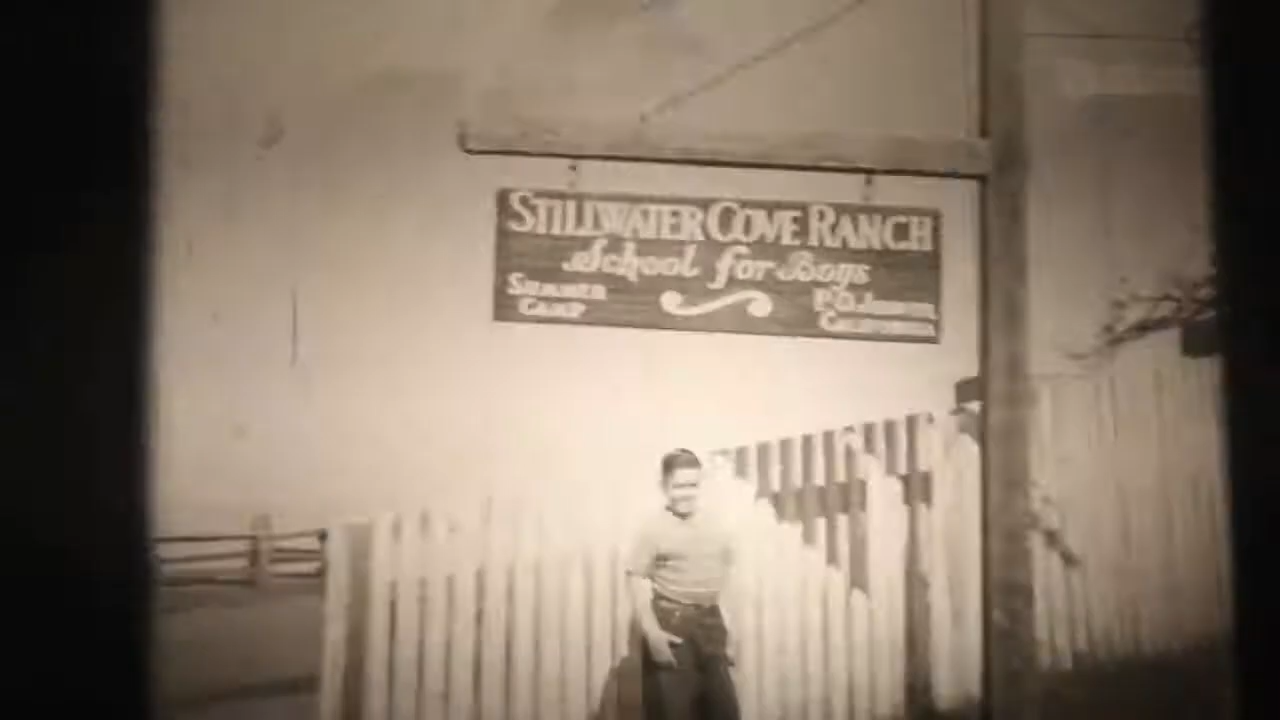 STILLWATER COVE RANCH
School for Boys
SUMMER
CAMP
P.O. JENNER,
CALIFORNIA